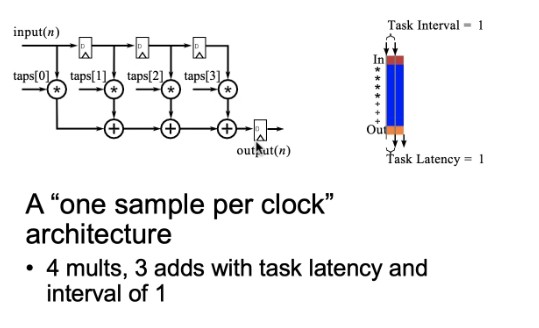 input(n)
taps[0] taps[1] taps[2] taps[3]
* * * *
+ + +
D D D D
output(n)
Task Interval = 1
In
*
*
*
*
+
+
+
Out
Task Latency = 1
A “one sample per clock”
architecture
• 4 mults, 3 adds with task latency and
interval of 1